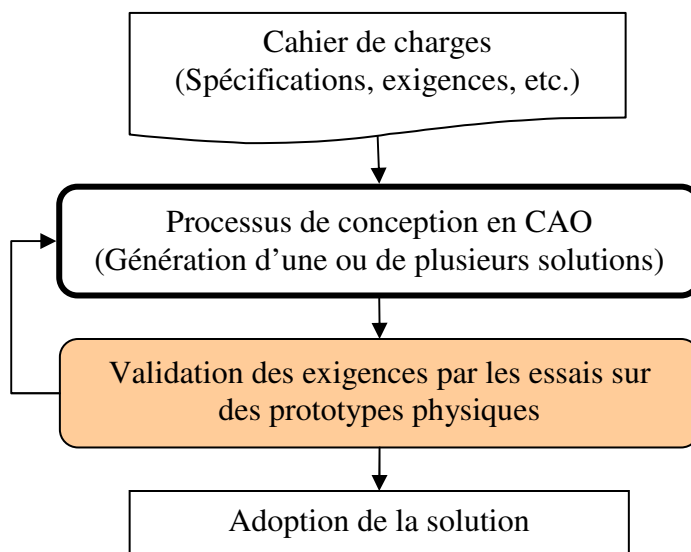 Cahier de charges
(Spécifications, exigences, etc.)
Processus de conception en CAO
(Génération d’une ou de plusieurs solutions)
Validation des exigences par les essais sur
des prototypes physiques
Adoption de la solution